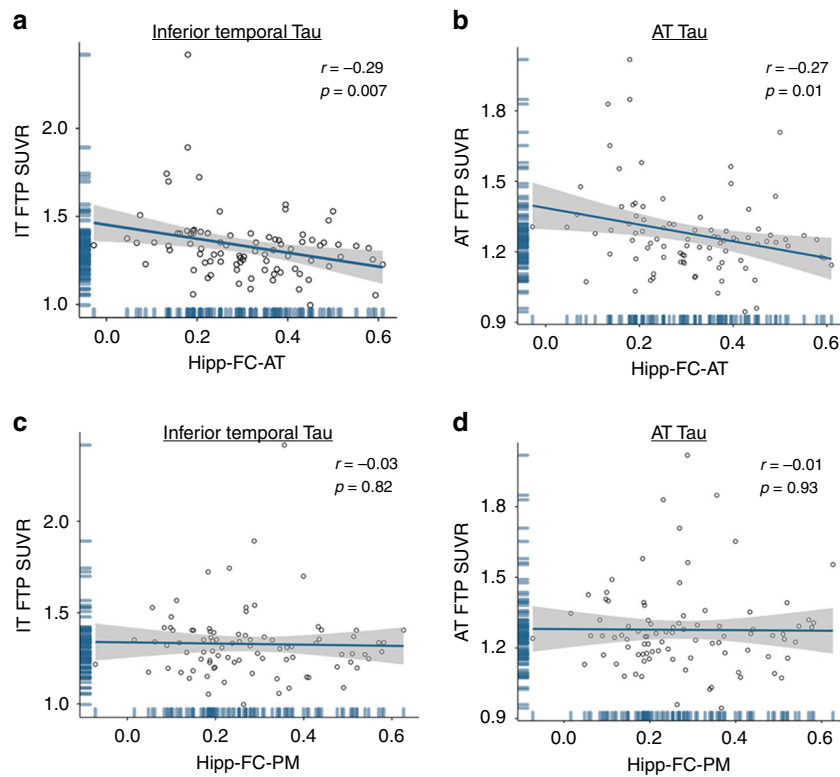 a
Inferior temporal Tau
r = –0.29
p = 0.007
2.0
1.5
1.0
IT FTP SUVR
0.0 0.2 0.4 0.6
Hipp-FC-AT
b
AT Tau
r = –0.27
p = 0.01
1.8
1.5
1.2
0.9
AT FTP SUVR
0.0 0.2 0.4 0.6
Hipp-FC-AT
c
Inferior temporal Tau
r = –0.03
p = 0.82
2.0
1.5
1.0
IT FTP SUVR
0.0 0.2 0.4 0.6
Hipp-FC-PM
d
AT Tau
r = –0.01
p = 0.93
1.8
1.5
1.2
0.9
AT FTP SUVR
0.0 0.2 0.4 0.6
Hipp-FC-PM